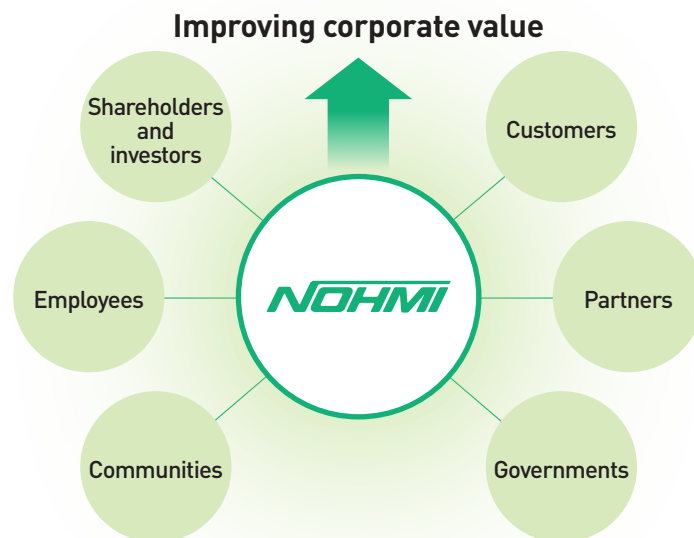 Improving corporate value
Shareholders
and
investors
Customers
Employees
NOHMI
Partners
Communities
Governments